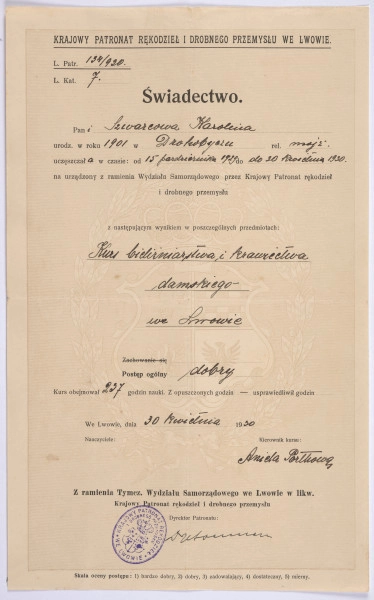 KRAJOWY PATRONAT RĘKODZIEŁ I DROBNEGO PRZEMYSŁU WE LWOWIE.
L. Patr. 134/920.
L. Kat. 7.
Świadectwo.
Pan i Szwarcowa Karolina
urodz. w roku 1901 w Drohobyczu rel. mojż.
uczęszczał a w czasie: od 15 października 1929 do 30 kwietnia 1930.
na urządzony z ramienia Wydziału Samorządowego przez Krajowy Patronat rękodzieł
i drobnego przemysłu
z następującym wynikiem w poszczególnych przedmiotach:
Kurs bieliźniarstwa i krawiectwa
damskiego
we Lwowie
Zachowanie się
Postęp ogólny dobry
Kurs obejmował 237 godzin nauki. Z opuszczonych godzin — usprawiedliwił godzin
We Lwowie, dnia 30 kwietnia 1930
Nauczyciele: Kierownik kursu:
Aniela
Z ramienia Tymcz. Wydziału Samorządowego we Lwowie w likw.
Krajowy Patronat rękodzieł i drobnego przemysłu
Dyrektor Patronatu:
Skala oceny postępu: 1) bardzo dobry, 2) dobry, 3) zadowalający, 4) dostateczny, 5) mierny.